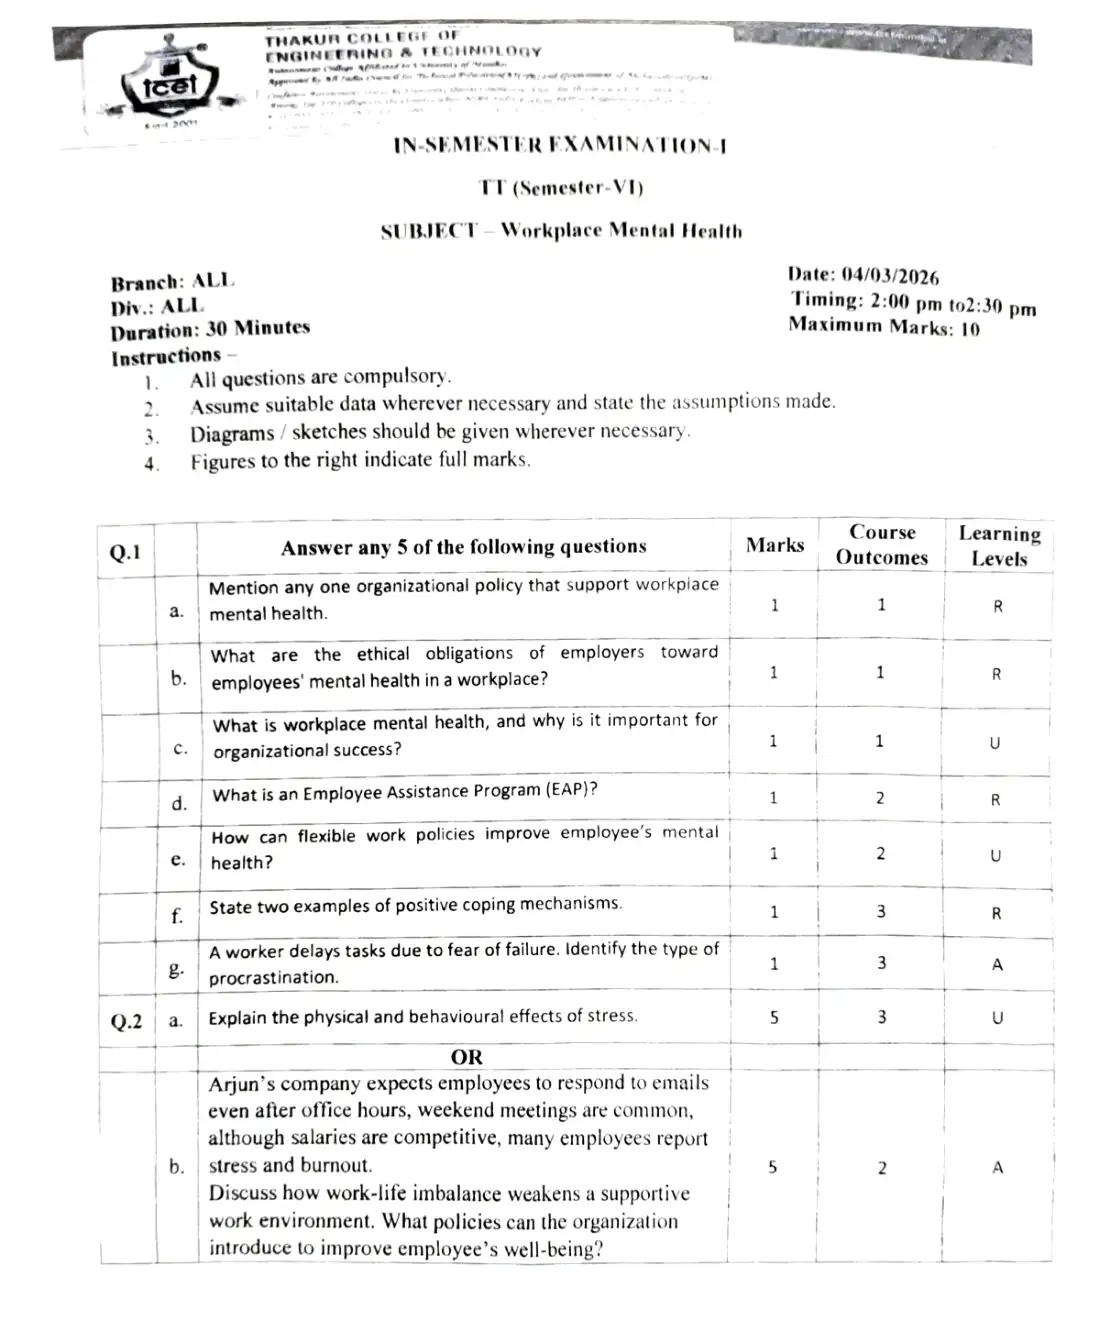 THAKUR COLLEGE OF
ENGINEERING & TECHNOLOGY
tcet
Estd 2001
IN-SEMESTER EXAMINATION-I
TT (Semester-VI)
SUBJECT – Workplace Mental Health
Branch: ALL
Date: 04/03/2026
Div.: ALL
Timing: 2:00 pm to2:30 pm
Duration: 30 Minutes
Maximum Marks: 10
Instructions –
1. All questions are compulsory.
2. Assume suitable data wherever necessary and state the assumptions made.
3. Diagrams / sketches should be given wherever necessary.
4. Figures to the right indicate full marks.
Q.1 Answer any 5 of the following questions Marks Course Outcomes Learning Levels
a. Mention any one organizational policy that support workplace
mental health. 1 1 R
b. What are the ethical obligations of employers toward
employees' mental health in a workplace? 1 1 R
c. What is workplace mental health, and why is it important for
organizational success? 1 1 U
d. What is an Employee Assistance Program (EAP)? 1 2 R
e. How can flexible work policies improve employee's mental
health? 1 2 U
f. State two examples of positive coping mechanisms. 1 3 R
g. A worker delays tasks due to fear of failure. Identify the type of
procrastination. 1 3 A
Q.2 a. Explain the physical and behavioural effects of stress. 5 3 U
OR
Arjun's company expects employees to respond to emails
even after office hours, weekend meetings are common,
although salaries are competitive, many employees report
b. stress and burnout. 5 2 A
Discuss how work-life imbalance weakens a supportive
work environment. What policies can the organization
introduce to improve employee's well-being?